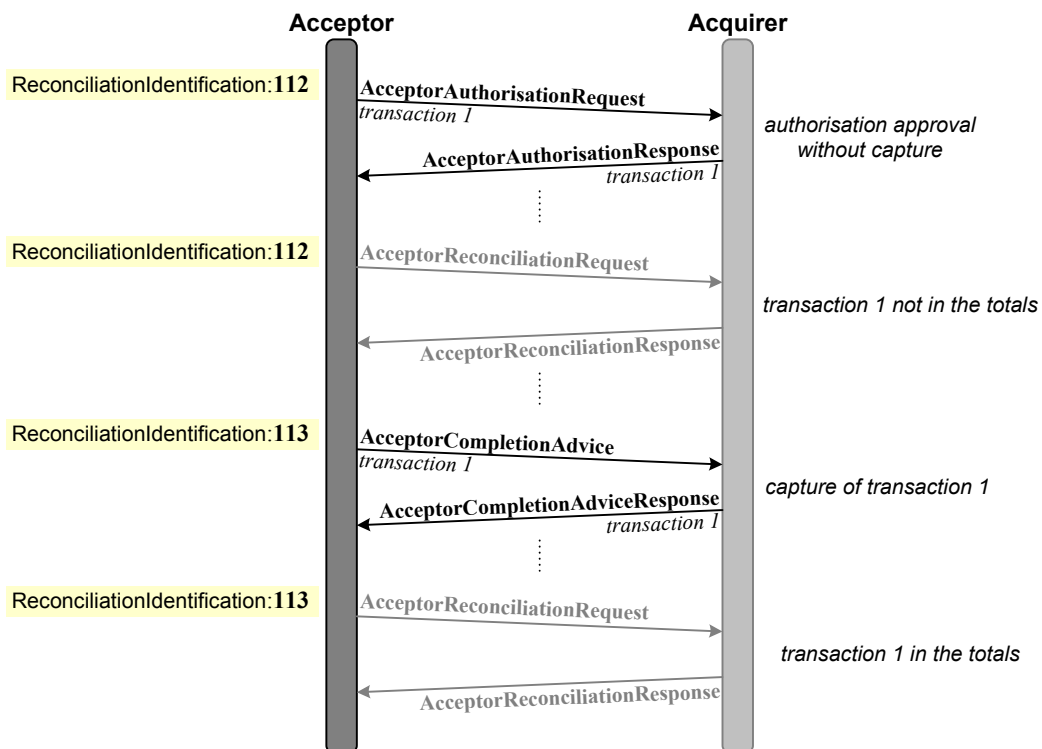 Acceptor
Acquirer
ReconciliationIdentification:112
AcceptorAuthorisationRequest
transaction 1
authorisation approval
without capture
AcceptorAuthorisationResponse
transaction 1
ReconciliationIdentification:112
AcceptorReconciliationRequest
transaction 1 not in the totals
AcceptorReconciliationResponse
ReconciliationIdentification:113
AcceptorCompletionAdvice
transaction 1
capture of transaction 1
AcceptorCompletionAdviceResponse
transaction 1
ReconciliationIdentification:113
AcceptorReconciliationRequest
transaction 1 in the totals
AcceptorReconciliationResponse